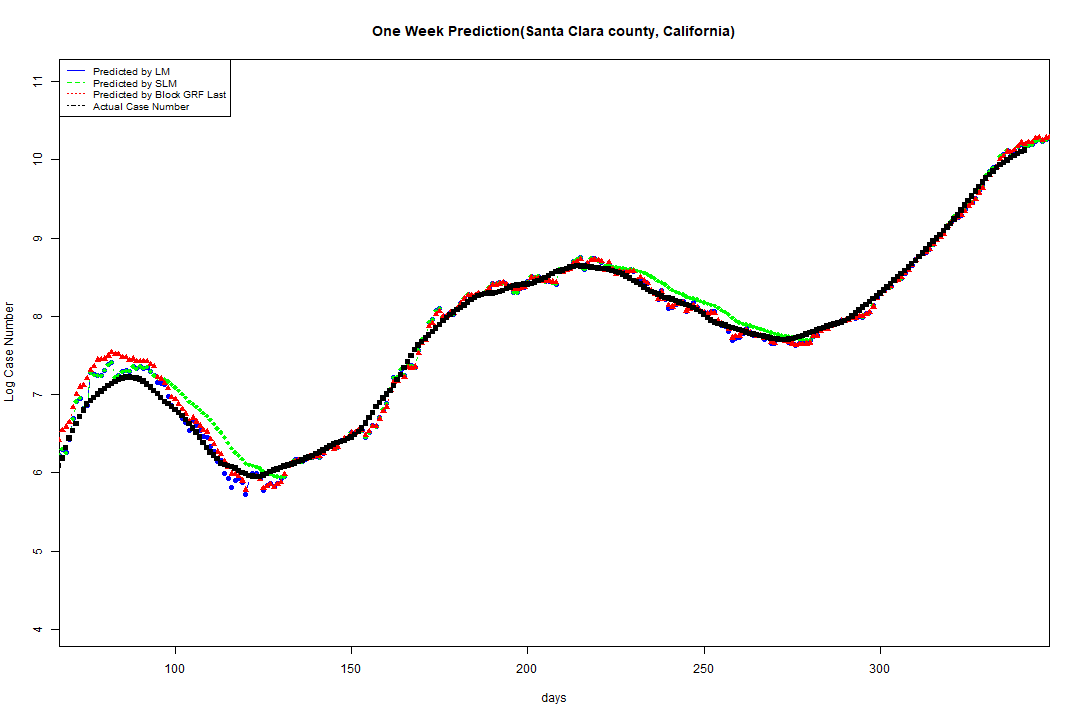 One Week Prediction(Santa Clara county, California)
Predicted by LM
Predicted by SLM
Predicted by Block GRF Last
Actual Case Number
11
10
9
8
7
6
5
4
Log Case Number
100 150 200 250 300
days